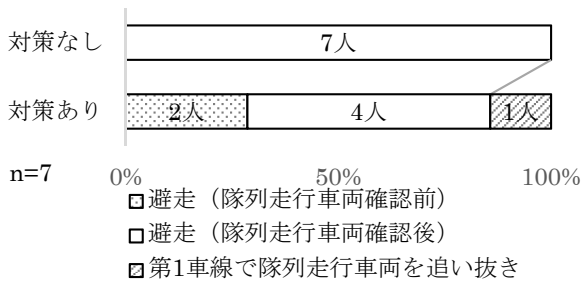 対策なし 7人
対策あり 2人 4人 1人
n=7 0% 50% 100%
避走（隊列走行車両確認前）
避走（隊列走行車両確認後）
第1車線で隊列走行車両を追い抜き